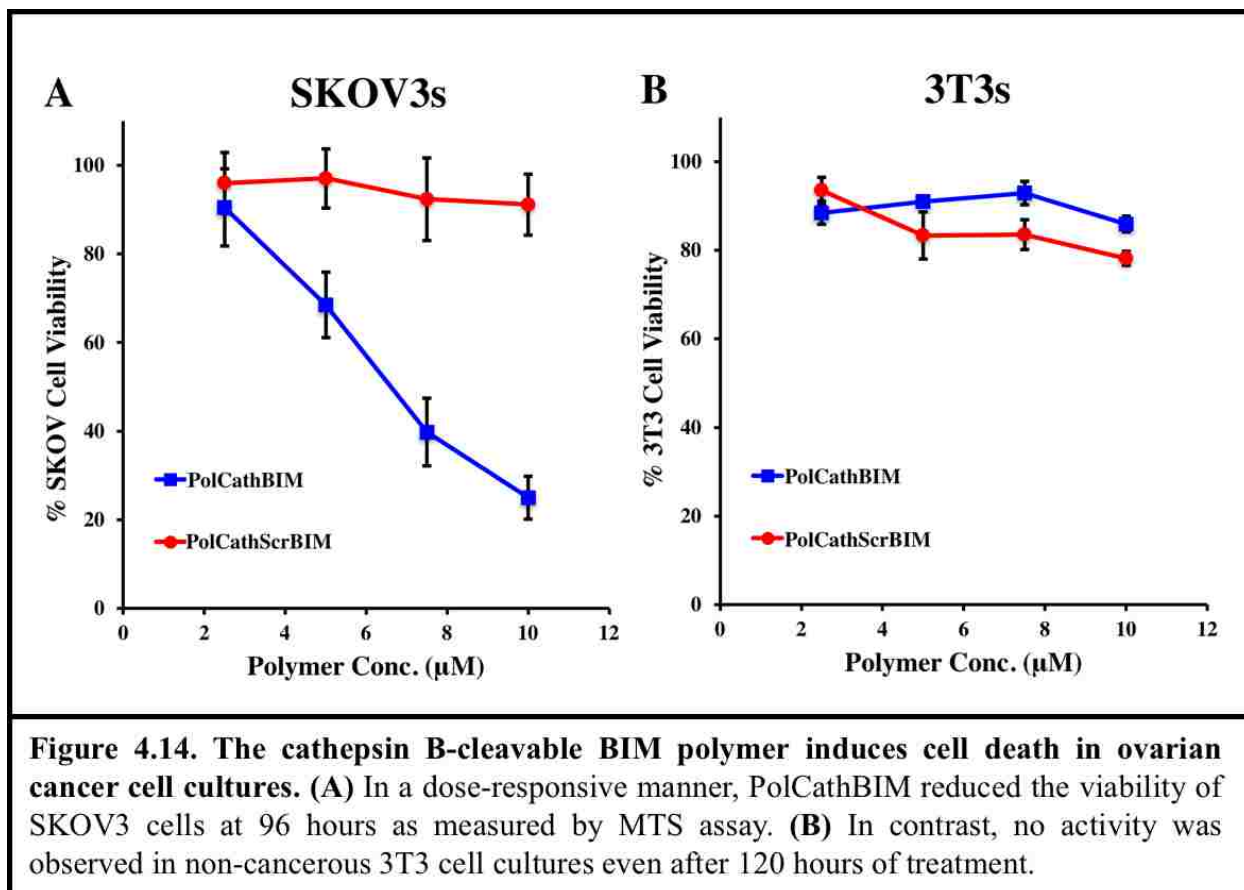 A
SKOV3s
% SKOV Cell Viability
100
80
60
40
20
0
PolCathBIM
PolCathScrBIM
0 2 4 6 8 10 12
Polymer Conc. (µM)
B
3T3s
% 3T3 Cell Viability
100
80
60
40
20
0
PolCathBIM
PolCathScrBIM
0 2 4 6 8 10 12
Polymer Conc. (µM)
Figure 4.14. The cathepsin B-cleavable BIM polymer induces cell death in ovarian
cancer cell cultures. (A) In a dose-responsive manner, PolCathBIM reduced the viability of
SKOV3 cells at 96 hours as measured by MTS assay. (B) In contrast, no activity was
observed in non-cancerous 3T3 cell cultures even after 120 hours of treatment.